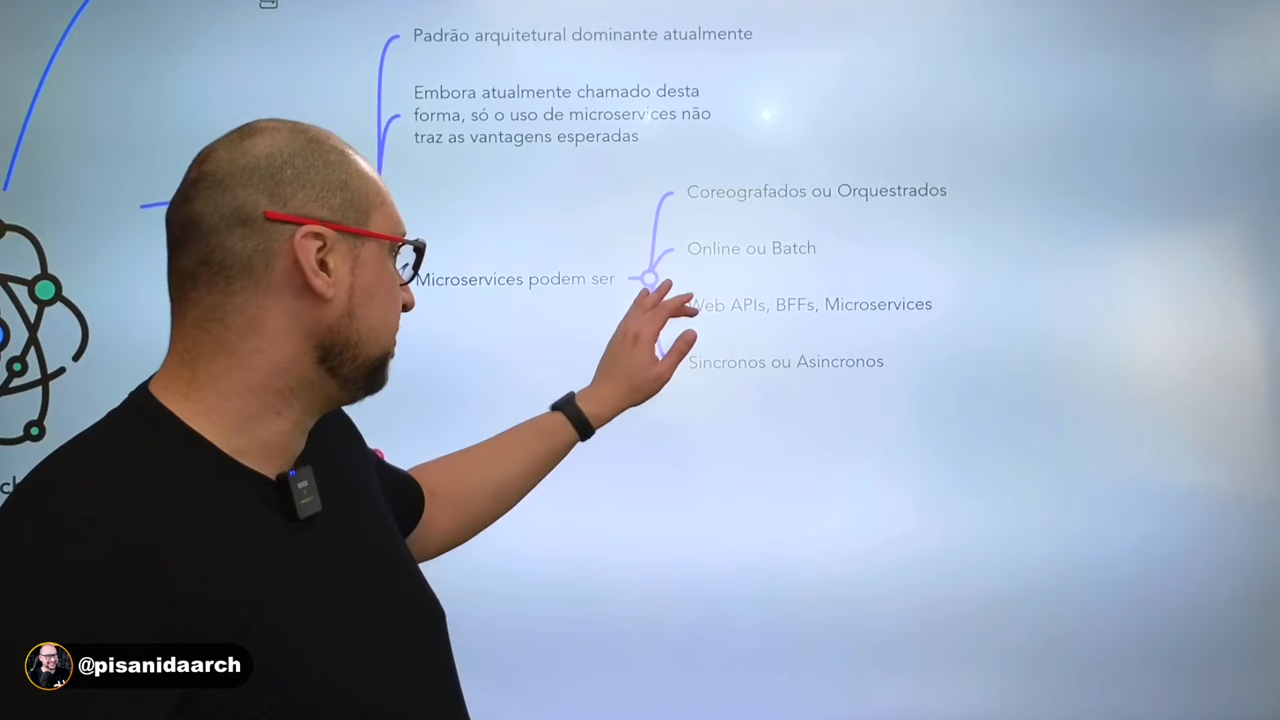 Padrão arquitetural dominante atualmente
Embora atualmente chamado desta
forma, só o uso de microservices não
traz as vantagens esperadas
Coreografados ou Orquestrados
Online ou Batch
Microservices podem ser
Web APIs, BFFs, Microservices
Sincronos ou Asincronos
@pisanidaarch